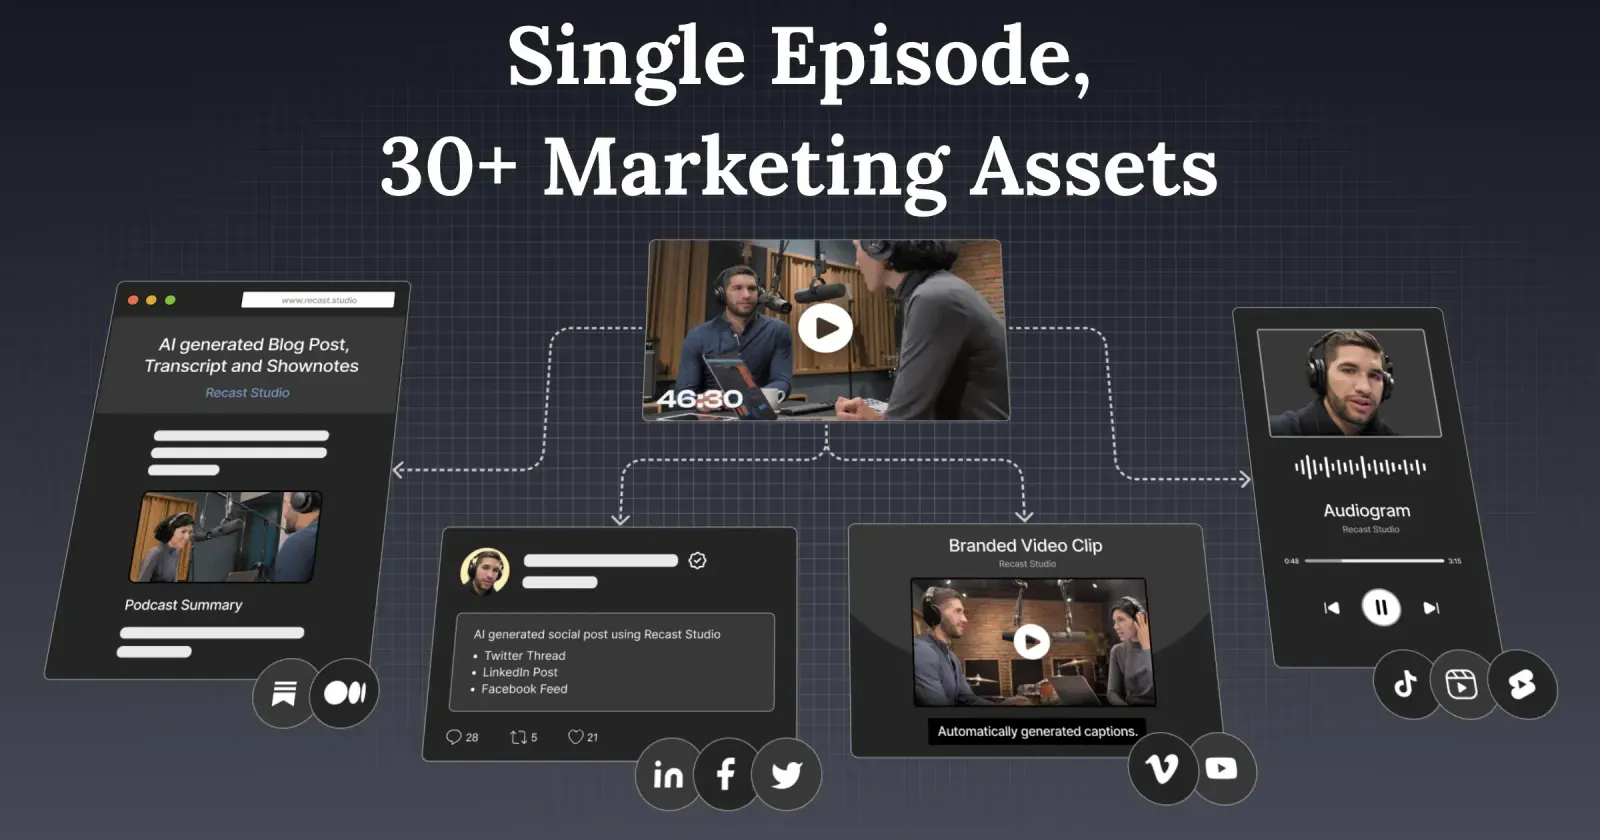 Single Episode,
30+ Marketing Assets
46:30
www.recast.studio
AI generated Blog Post,
Transcript and Shownotes
Recast Studio
Podcast Summary
AI generated social post using Recast Studio
• Twitter Thread
• LinkedIn Post
• Facebook Feed
28
5
21
in
f
Branded Video Clip
Recast Studio
Automatically generated captions.
Audiogram
Recast Studio
0:48
3:15